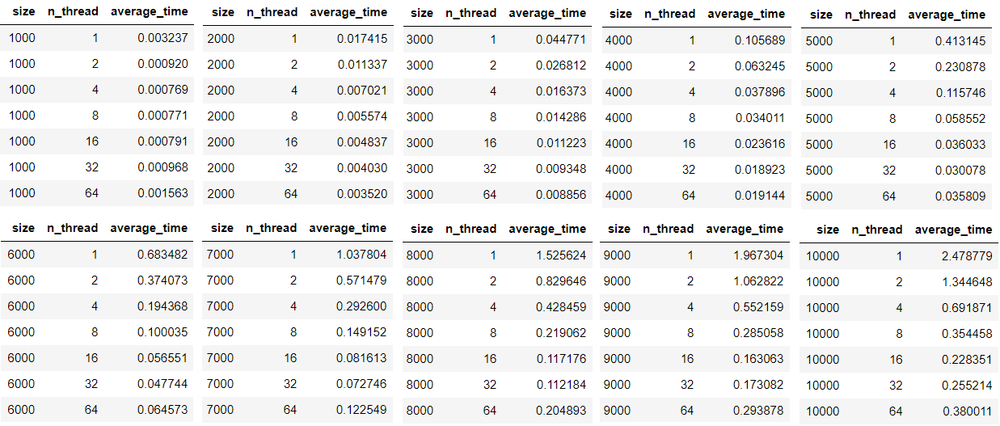 size n_thread average_time size n_thread average_time size n_thread average_time size n_thread average_time size n_thread average_time
1000 1 0.003237 2000 1 0.017415 3000 1 0.044771 4000 1 0.105689 5000 1 0.413145
1000 2 0.000920 2000 2 0.011337 3000 2 0.026812 4000 2 0.063245 5000 2 0.230878
1000 4 0.000769 2000 4 0.007021 3000 4 0.016373 4000 4 0.037896 5000 4 0.115746
1000 8 0.000771 2000 8 0.005574 3000 8 0.014286 4000 8 0.034011 5000 8 0.058552
1000 16 0.000791 2000 16 0.004837 3000 16 0.011223 4000 16 0.023616 5000 16 0.036033
1000 32 0.000968 2000 32 0.004030 3000 32 0.009348 4000 32 0.018923 5000 32 0.030078
1000 64 0.001563 2000 64 0.003520 3000 64 0.008856 4000 64 0.019144 5000 64 0.035809
size n_thread average_time size n_thread average_time size n_thread average_time size n_thread average_time size n_thread average_time
6000 1 0.683482 7000 1 1.037804 8000 1 1.525624 9000 1 1.967304 10000 1 2.478779
6000 2 0.374073 7000 2 0.571479 8000 2 0.829646 9000 2 1.062822 10000 2 1.344648
6000 4 0.194368 7000 4 0.292600 8000 4 0.428459 9000 4 0.552159 10000 4 0.691871
6000 8 0.100035 7000 8 0.149152 8000 8 0.219062 9000 8 0.285058 10000 8 0.354458
6000 16 0.056551 7000 16 0.081613 8000 16 0.117176 9000 16 0.163063 10000 16 0.228351
6000 32 0.047744 7000 32 0.072746 8000 32 0.112184 9000 32 0.173082 10000 32 0.255214
6000 64 0.064573 7000 64 0.122549 8000 64 0.204893 9000 64 0.293878 10000 64 0.380011